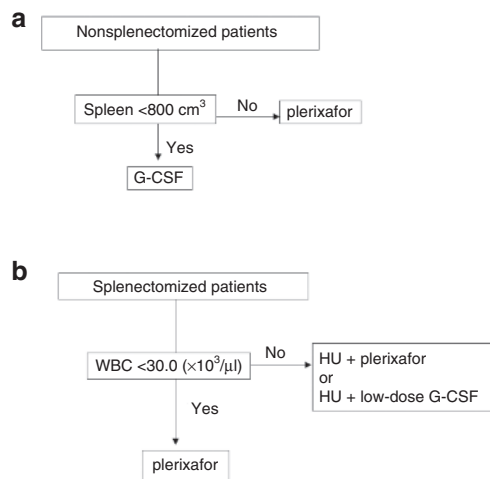 a
Nonsplenectomized patients
Spleen <800 cm³
No
plerixafor
Yes
G-CSF
b
Splenectomized patients
WBC <30.0 (×10³/μl)
No
HU + plerixafor
or
HU + low-dose G-CSF
Yes
plerixafor